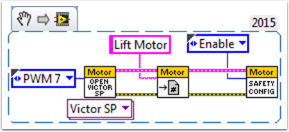 2015
Lift Motor
Enable
PWM 7
Motor
OPEN
VICTOR
SP
Motor
#
Motor
SAFETY
CONFIG
Victor SP